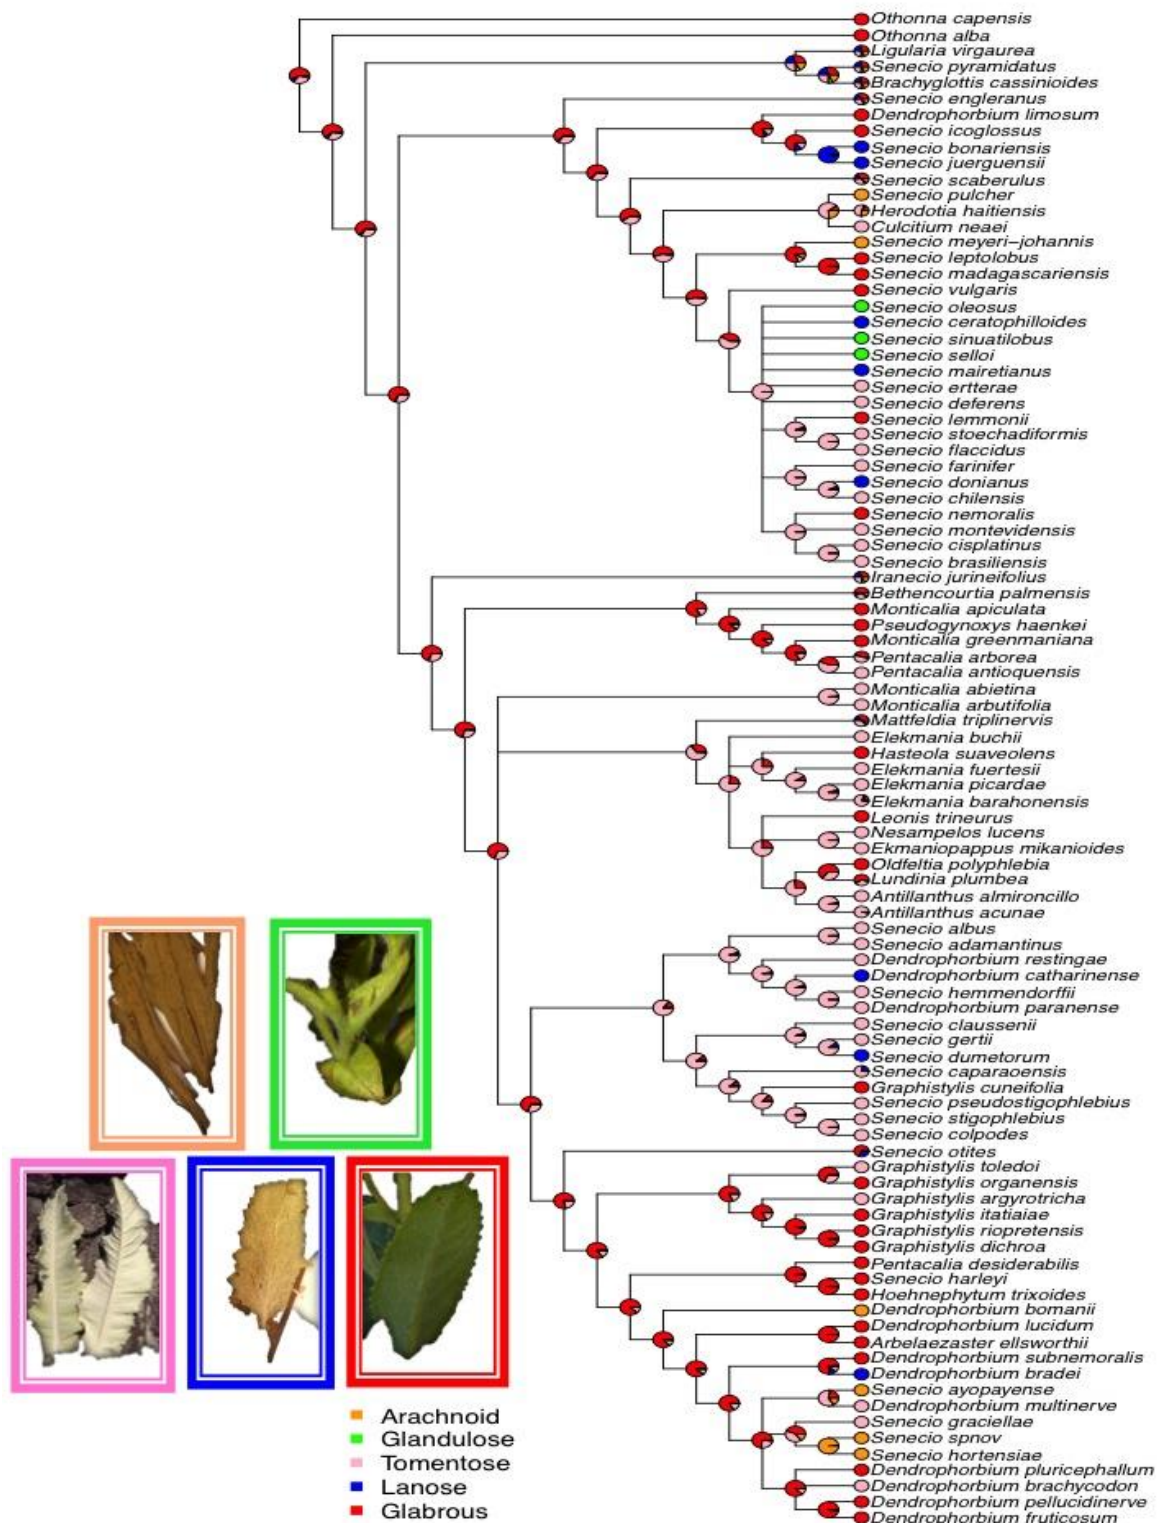 Othonna capensis
Othonna alba
Ligularia virgaurea
Senecio pyramidatus
Brachyglottis cassinioides
Senecio engleranus
Dendrophorbium limosum
Senecio icoglossus
Senecio bonariensis
Senecio juerguensii
Senecio scaberulus
Senecio pulcher
Herodotia haitiensis
Culcitium neaei
Senecio meyeri−johannis
Senecio leptolobus
Senecio madagascariensis
Senecio vulgaris
Senecio oleosus
Senecio ceratophilloides
Senecio sinuatilobus
Senecio selloi
Senecio mairetianus
Senecio ertterae
Senecio deferens
Senecio lemmonii
Senecio stoechadiformis
Senecio flaccidus
Senecio farinifer
Senecio donianus
Senecio chilensis
Senecio nemoralis
Senecio montevidensis
Senecio cisplatinus
Senecio brasiliensis
Iranecio jurineifolius
Bethencourtia palmensis
Monticalia apiculata
Pseudogynoxys haenkei
Monticalia greenmaniana
Pentacalia arborea
Pentacalia antioquensis
Monticalia abietina
Monticalia arbutifolia
Mattfeldia triplinervis
Elekmania buchii
Hasteola suaveolens
Elekmania fuertesii
Elekmania picardae
Elekmania barahonensis
Leonis trineurus
Nesampelos lucens
Ekmaniopappus mikanioides
Oldfeltia polyphlebia
Lundinia plumbea
Antillanthus almironcillo
Antillanthus acunae
Senecio albus
Senecio adamantinus
Dendrophorbium restingae
Dendrophorbium catharinense
Senecio hemmendorffii
Dendrophorbium paranense
Senecio claussenii
Senecio gertii
Senecio dumetorum
Senecio caparaoensis
Graphistylis cuneifolia
Senecio pseudostigophlebius
Senecio stigophlebius
Senecio colpodes
Senecio otites
Graphistylis toledoi
Graphistylis organensis
Graphistylis argyrotricha
Graphistylis itatiaiae
Graphistylis riopretensis
Graphistylis dichroa
Pentacalia desiderabilis
Senecio harleyi
Hoehnephytum trixoides
Dendrophorbium bomanii
Dendrophorbium lucidum
Arbelaezaster ellsworthii
Dendrophorbium subnemoralis
Dendrophorbium bradei
Senecio ayopayense
Dendrophorbium multinerve
Senecio graciellae
Senecio spnov
Senecio hortensiae
Dendrophorbium pluricephallum
Dendrophorbium brachycodon
Dendrophorbium pellucidinerve
Dendrophorbium fruticosum
Arachnoid
Glandulose
Tomentose
Lanose
Glabrous